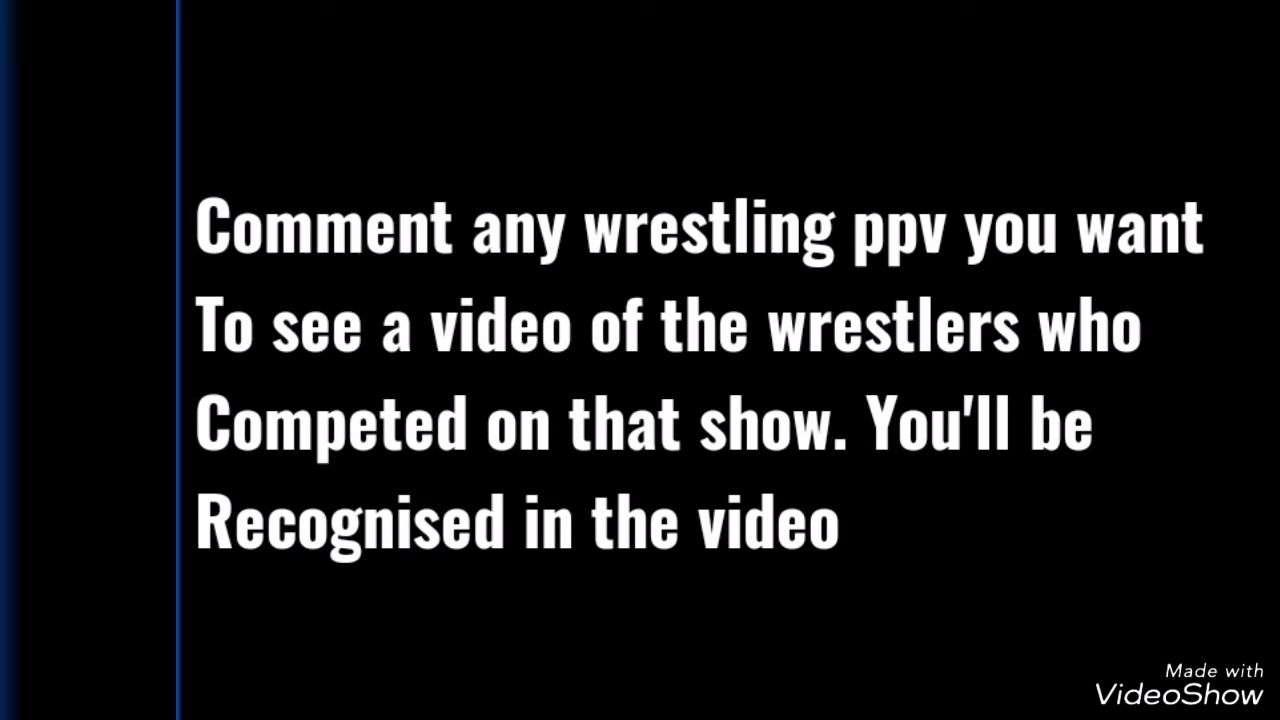 Comment any wrestling ppv you want
To see a video of the wrestlers who
Competed on that show. You'll be
Recognised in the video
Made with
VideoShow